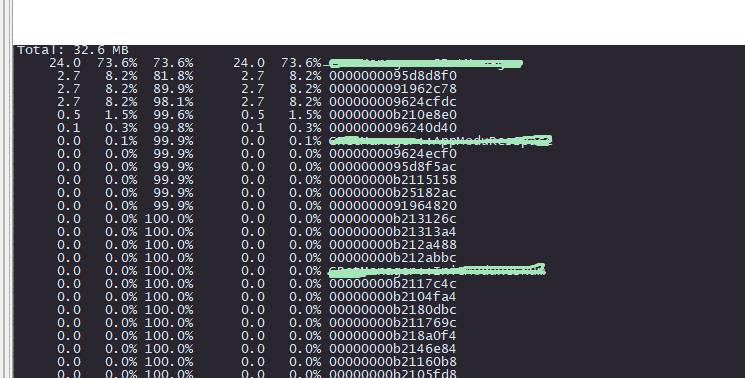 Total: 32.6 MB
24.0 73.6% 73.6% 24.0 73.6%
2.7 8.2% 81.8% 2.7 8.2% 0000000095d8d8f0
2.7 8.2% 89.9% 2.7 8.2% 0000000091962c78
2.7 8.2% 98.1% 2.7 8.2% 000000009624cfdc
0.5 1.5% 99.6% 0.5 1.5% 00000000b210e8e0
0.1 0.3% 99.8% 0.1 0.3% 0000000096240d40
0.0 0.1% 99.9% 0.0 0.1%
0.0 0.0% 99.9% 0.0 0.0% 000000009624ecf0
0.0 0.0% 99.9% 0.0 0.0% 0000000095d8f5ac
0.0 0.0% 99.9% 0.0 0.0% 00000000b2115158
0.0 0.0% 99.9% 0.0 0.0% 00000000b25182ac
0.0 0.0% 99.9% 0.0 0.0% 0000000091964820
0.0 0.0% 100.0% 0.0 0.0% 00000000b213126c
0.0 0.0% 100.0% 0.0 0.0% 00000000b21313a4
0.0 0.0% 100.0% 0.0 0.0% 00000000b212a488
0.0 0.0% 100.0% 0.0 0.0% 00000000b212abbc
0.0 0.0% 100.0% 0.0 0.0%
0.0 0.0% 100.0% 0.0 0.0% 00000000b2117c4c
0.0 0.0% 100.0% 0.0 0.0% 00000000b2104fa4
0.0 0.0% 100.0% 0.0 0.0% 00000000b2180dbc
0.0 0.0% 100.0% 0.0 0.0% 00000000b211769c
0.0 0.0% 100.0% 0.0 0.0% 00000000b218a0f4
0.0 0.0% 100.0% 0.0 0.0% 00000000b2146e84
0.0 0.0% 100.0% 0.0 0.0% 00000000b21160b8
0.0 0.0% 100.0% 0.0 0.0% 00000000b2105fd8